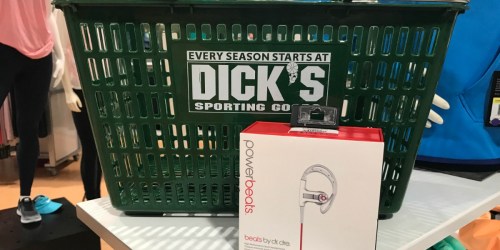 EVERY SEASON STARTS AT
DICK'S
SPORTING GO
powerbeats
beats by dr. dre